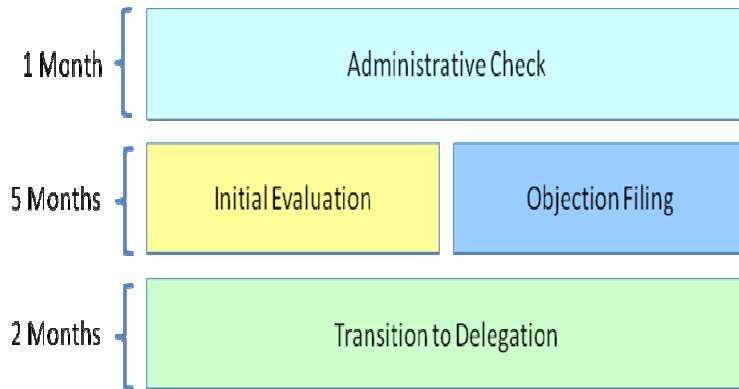 1 Month
Administrative Check
5 Months
Initial Evaluation
Objection Filing
2 Months
Transition to Delegation